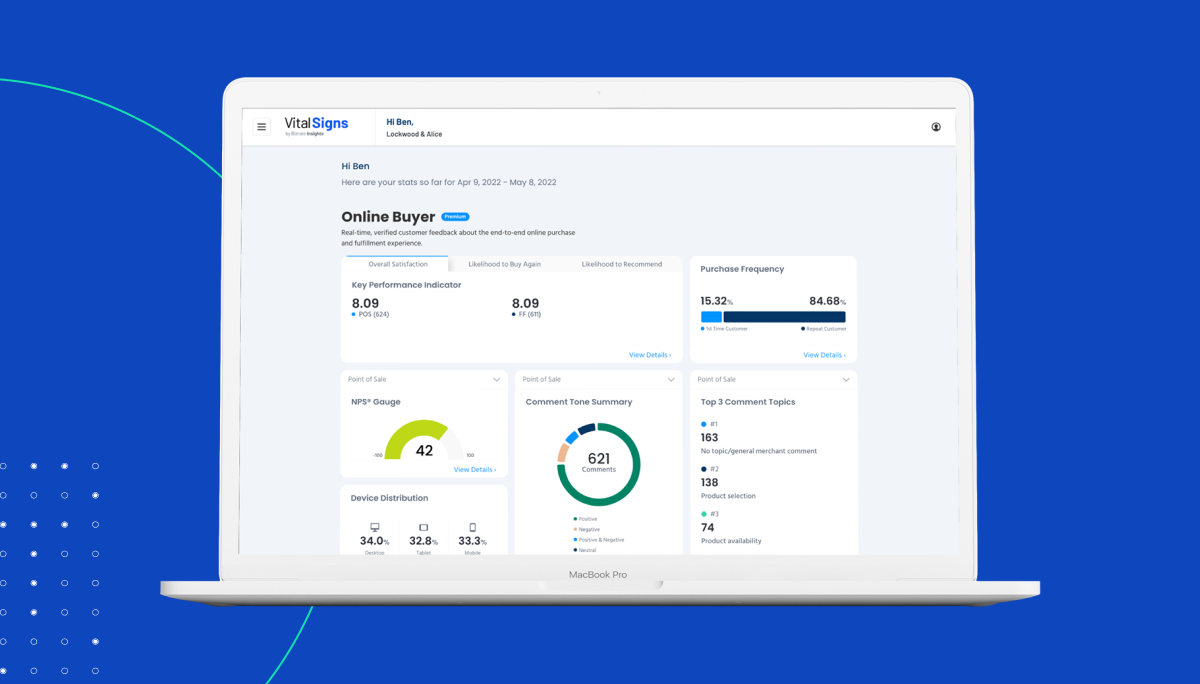 VitalSigns
by Bizrate Insights
Hi Ben,
Lockwood & Alice
Hi Ben
Here are your stats so far for Apr 9, 2022 - May 8, 2022
Online Buyer
Premium
Real-time, verified customer feedback about the end-to-end online purchase
and fulfillment experience.
Overall Satisfaction
Likelihood to Buy Again
Likelihood to Recommend
Key Performance Indicator
8.09
POS (624)
8.09
FF (611)
View Details ›
Purchase Frequency
15.32%
84.68%
1st Time Customer
Repeat Customer
View Details ›
Point of Sale
NPS® Gauge
-100
42
100
View Details ›
Device Distribution
34.0%
Desktop
32.8%
Tablet
33.3%
Mobile
Point of Sale
Comment Tone Summary
621
Comments
Positive
Negative
Positive & Negative
Neutral
Point of Sale
Top 3 Comment Topics
#1
163
No topic/general merchant comment
#2
138
Product selection
#3
74
Product availability
MacBook Pro